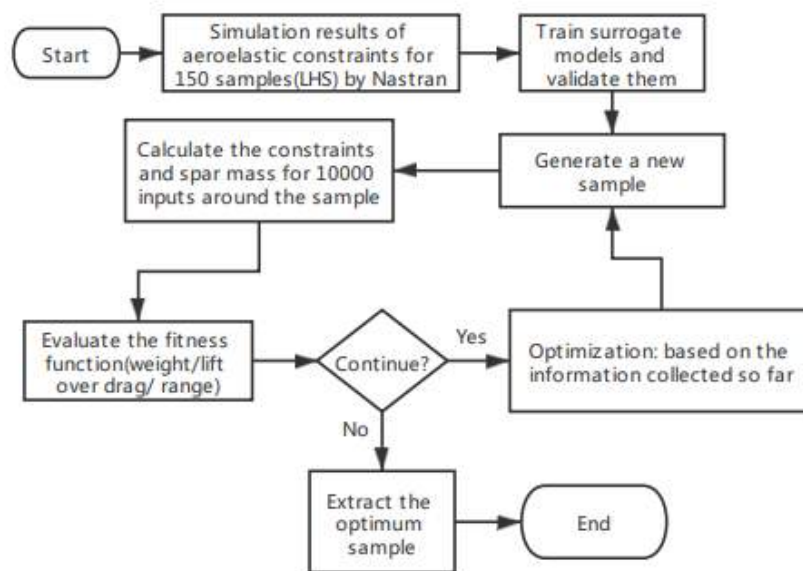 Start
Simulation results of
aeroelastic constraints for
150 samples(LHS) by Nastran
Train surrogate
models and
validate them
Generate a new
sample
Calculate the constraints
and spar mass for 10000
inputs around the sample
Evaluate the fitness
function(weight/lift
over drag/ range)
Continue?
Yes
Optimization: based on the
information collected so far
No
Extract the
optimum
sample
End